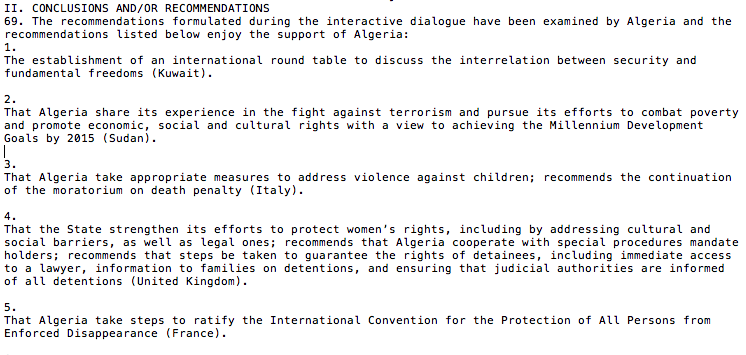 II. CONCLUSIONS AND/OR RECOMMENDATIONS
69. The recommendations formulated during the interactive dialogue have been examined by Algeria and the
recommendations listed below enjoy the support of Algeria:
1.
The establishment of an international round table to discuss the interrelation between security and
fundamental freedoms (Kuwait).
2.
That Algeria share its experience in the fight against terrorism and pursue its efforts to combat poverty
and promote economic, social and cultural rights with a view to achieving the Millennium Development
Goals by 2015 (Sudan).
3.
That Algeria take appropriate measures to address violence against children; recommends the continuation
of the moratorium on death penalty (Italy).
4.
That the State strengthen its efforts to protect women’s rights, including by addressing cultural and
social barriers, as well as legal ones; recommends that Algeria cooperate with special procedures mandate
holders; recommends that steps be taken to guarantee the rights of detainees, including immediate access
to a lawyer, information to families on detentions, and ensuring that judicial authorities are informed
of all detentions (United Kingdom).
5.
That Algeria take steps to ratify the International Convention for the Protection of All Persons from
Enforced Disappearance (France).